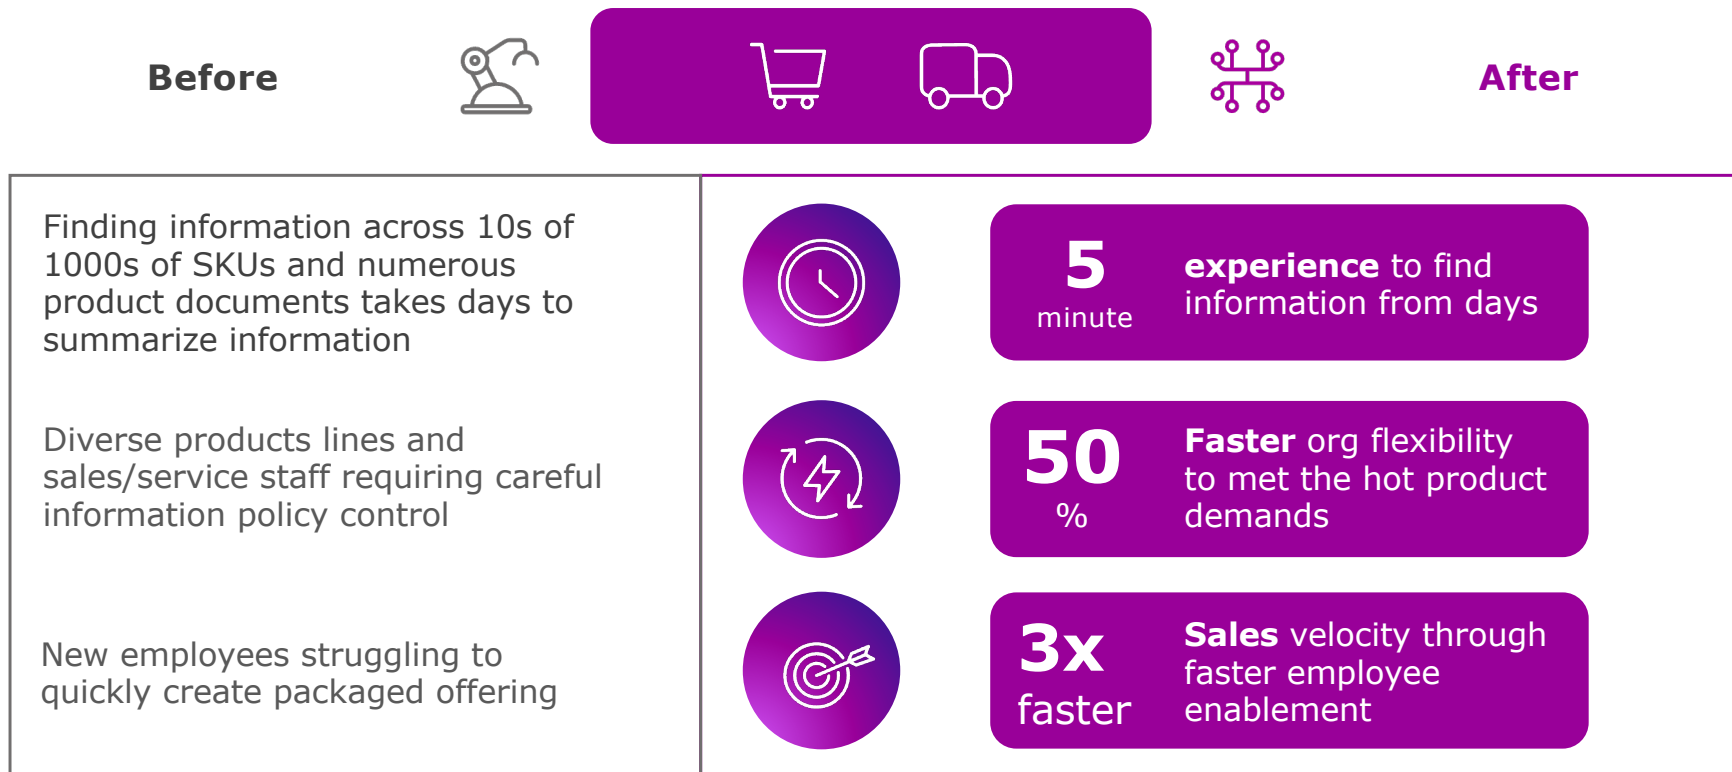 Before
After
Finding information across 10s of
1000s of SKUs and numerous
product documents takes days to
summarize information
5
minute
experience to find
information from days
Diverse products lines and
sales/service staff requiring careful
information policy control
50
%
Faster org flexibility
to met the hot product
demands
New employees struggling to
quickly create packaged offering
3x
faster
Sales velocity through
faster employee
enablement